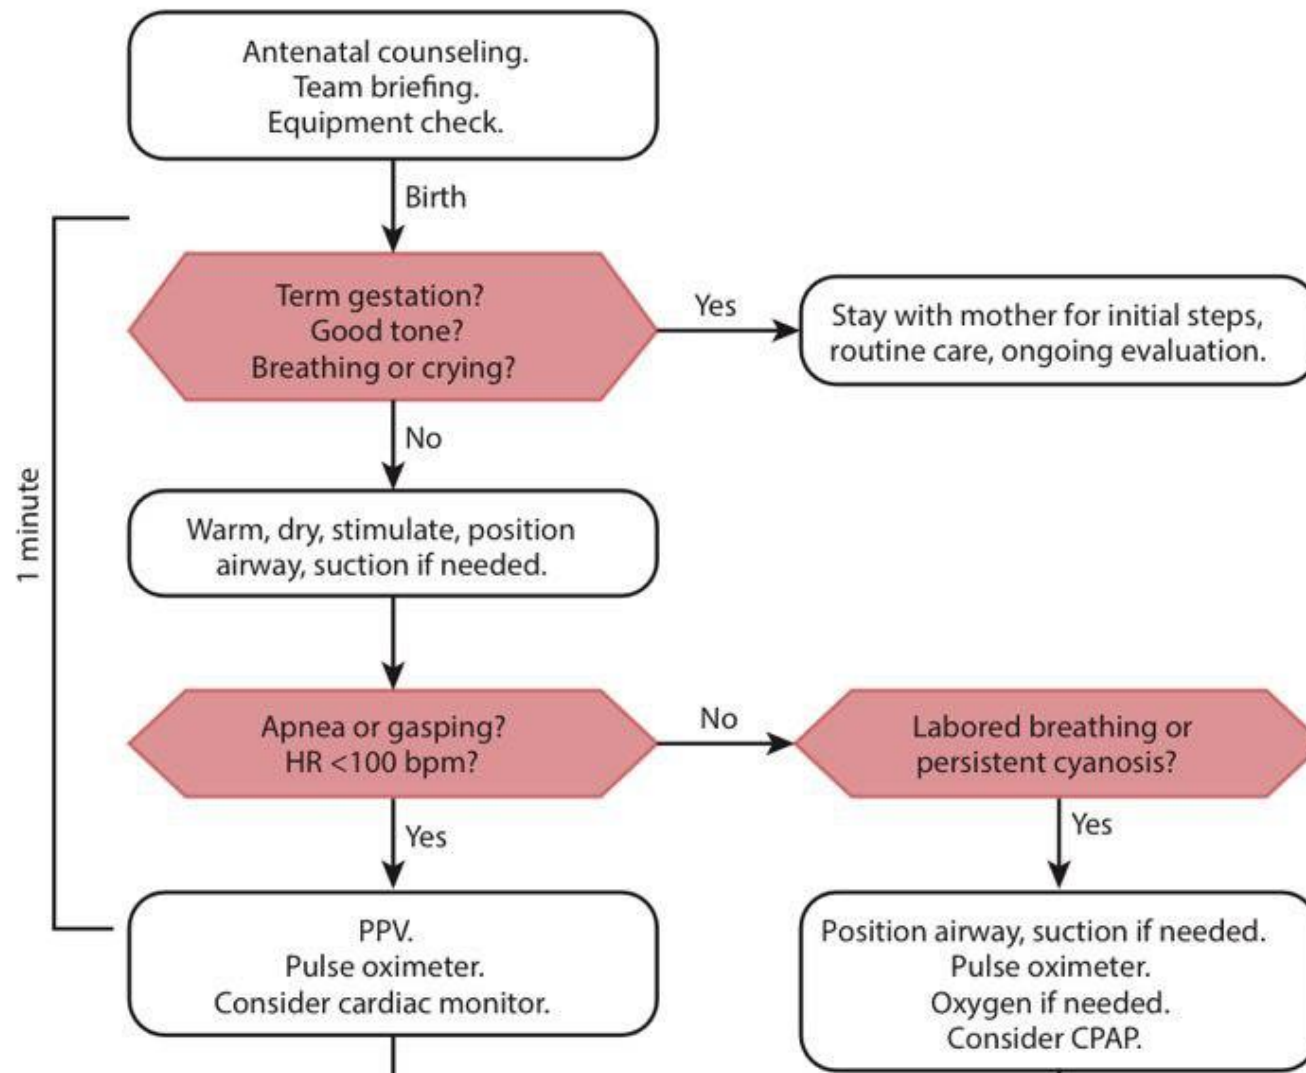 Antenatal counseling.
Team briefing.
Equipment check.
Birth
Term gestation?
Good tone?
Breathing or crying?
Yes
Stay with mother for initial steps,
routine care, ongoing evaluation.
No
1 minute
Warm, dry, stimulate, position
airway, suction if needed.
Apnea or gasping?
HR <100 bpm?
No
Labored breathing or
persistent cyanosis?
Yes
Yes
PPV.
Pulse oximeter.
Consider cardiac monitor.
Position airway, suction if needed.
Pulse oximeter.
Oxygen if needed.
Consider CPAP.